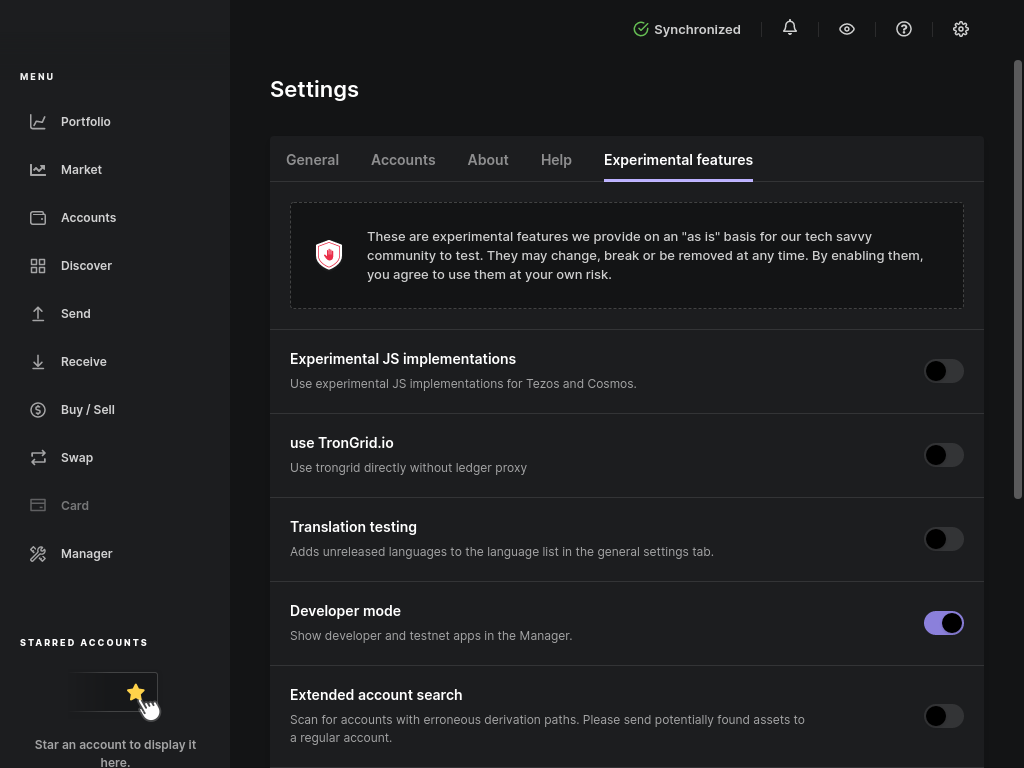 Synchronized
MENU
Portfolio
Market
Accounts
Discover
Send
Receive
Buy / Sell
Swap
Card
Manager
STARRED ACCOUNTS
Star an account to display it
here.
Settings
General Accounts About Help Experimental features
These are experimental features we provide on an "as is" basis for our tech savvy
community to test. They may change, break or be removed at any time. By enabling them,
you agree to use them at your own risk.
Experimental JS implementations
Use experimental JS implementations for Tezos and Cosmos.
use TronGrid.io
Use trongrid directly without ledger proxy
Translation testing
Adds unreleased languages to the language list in the general settings tab.
Developer mode
Show developer and testnet apps in the Manager.
Extended account search
Scan for accounts with erroneous derivation paths. Please send potentially found assets to
a regular account.